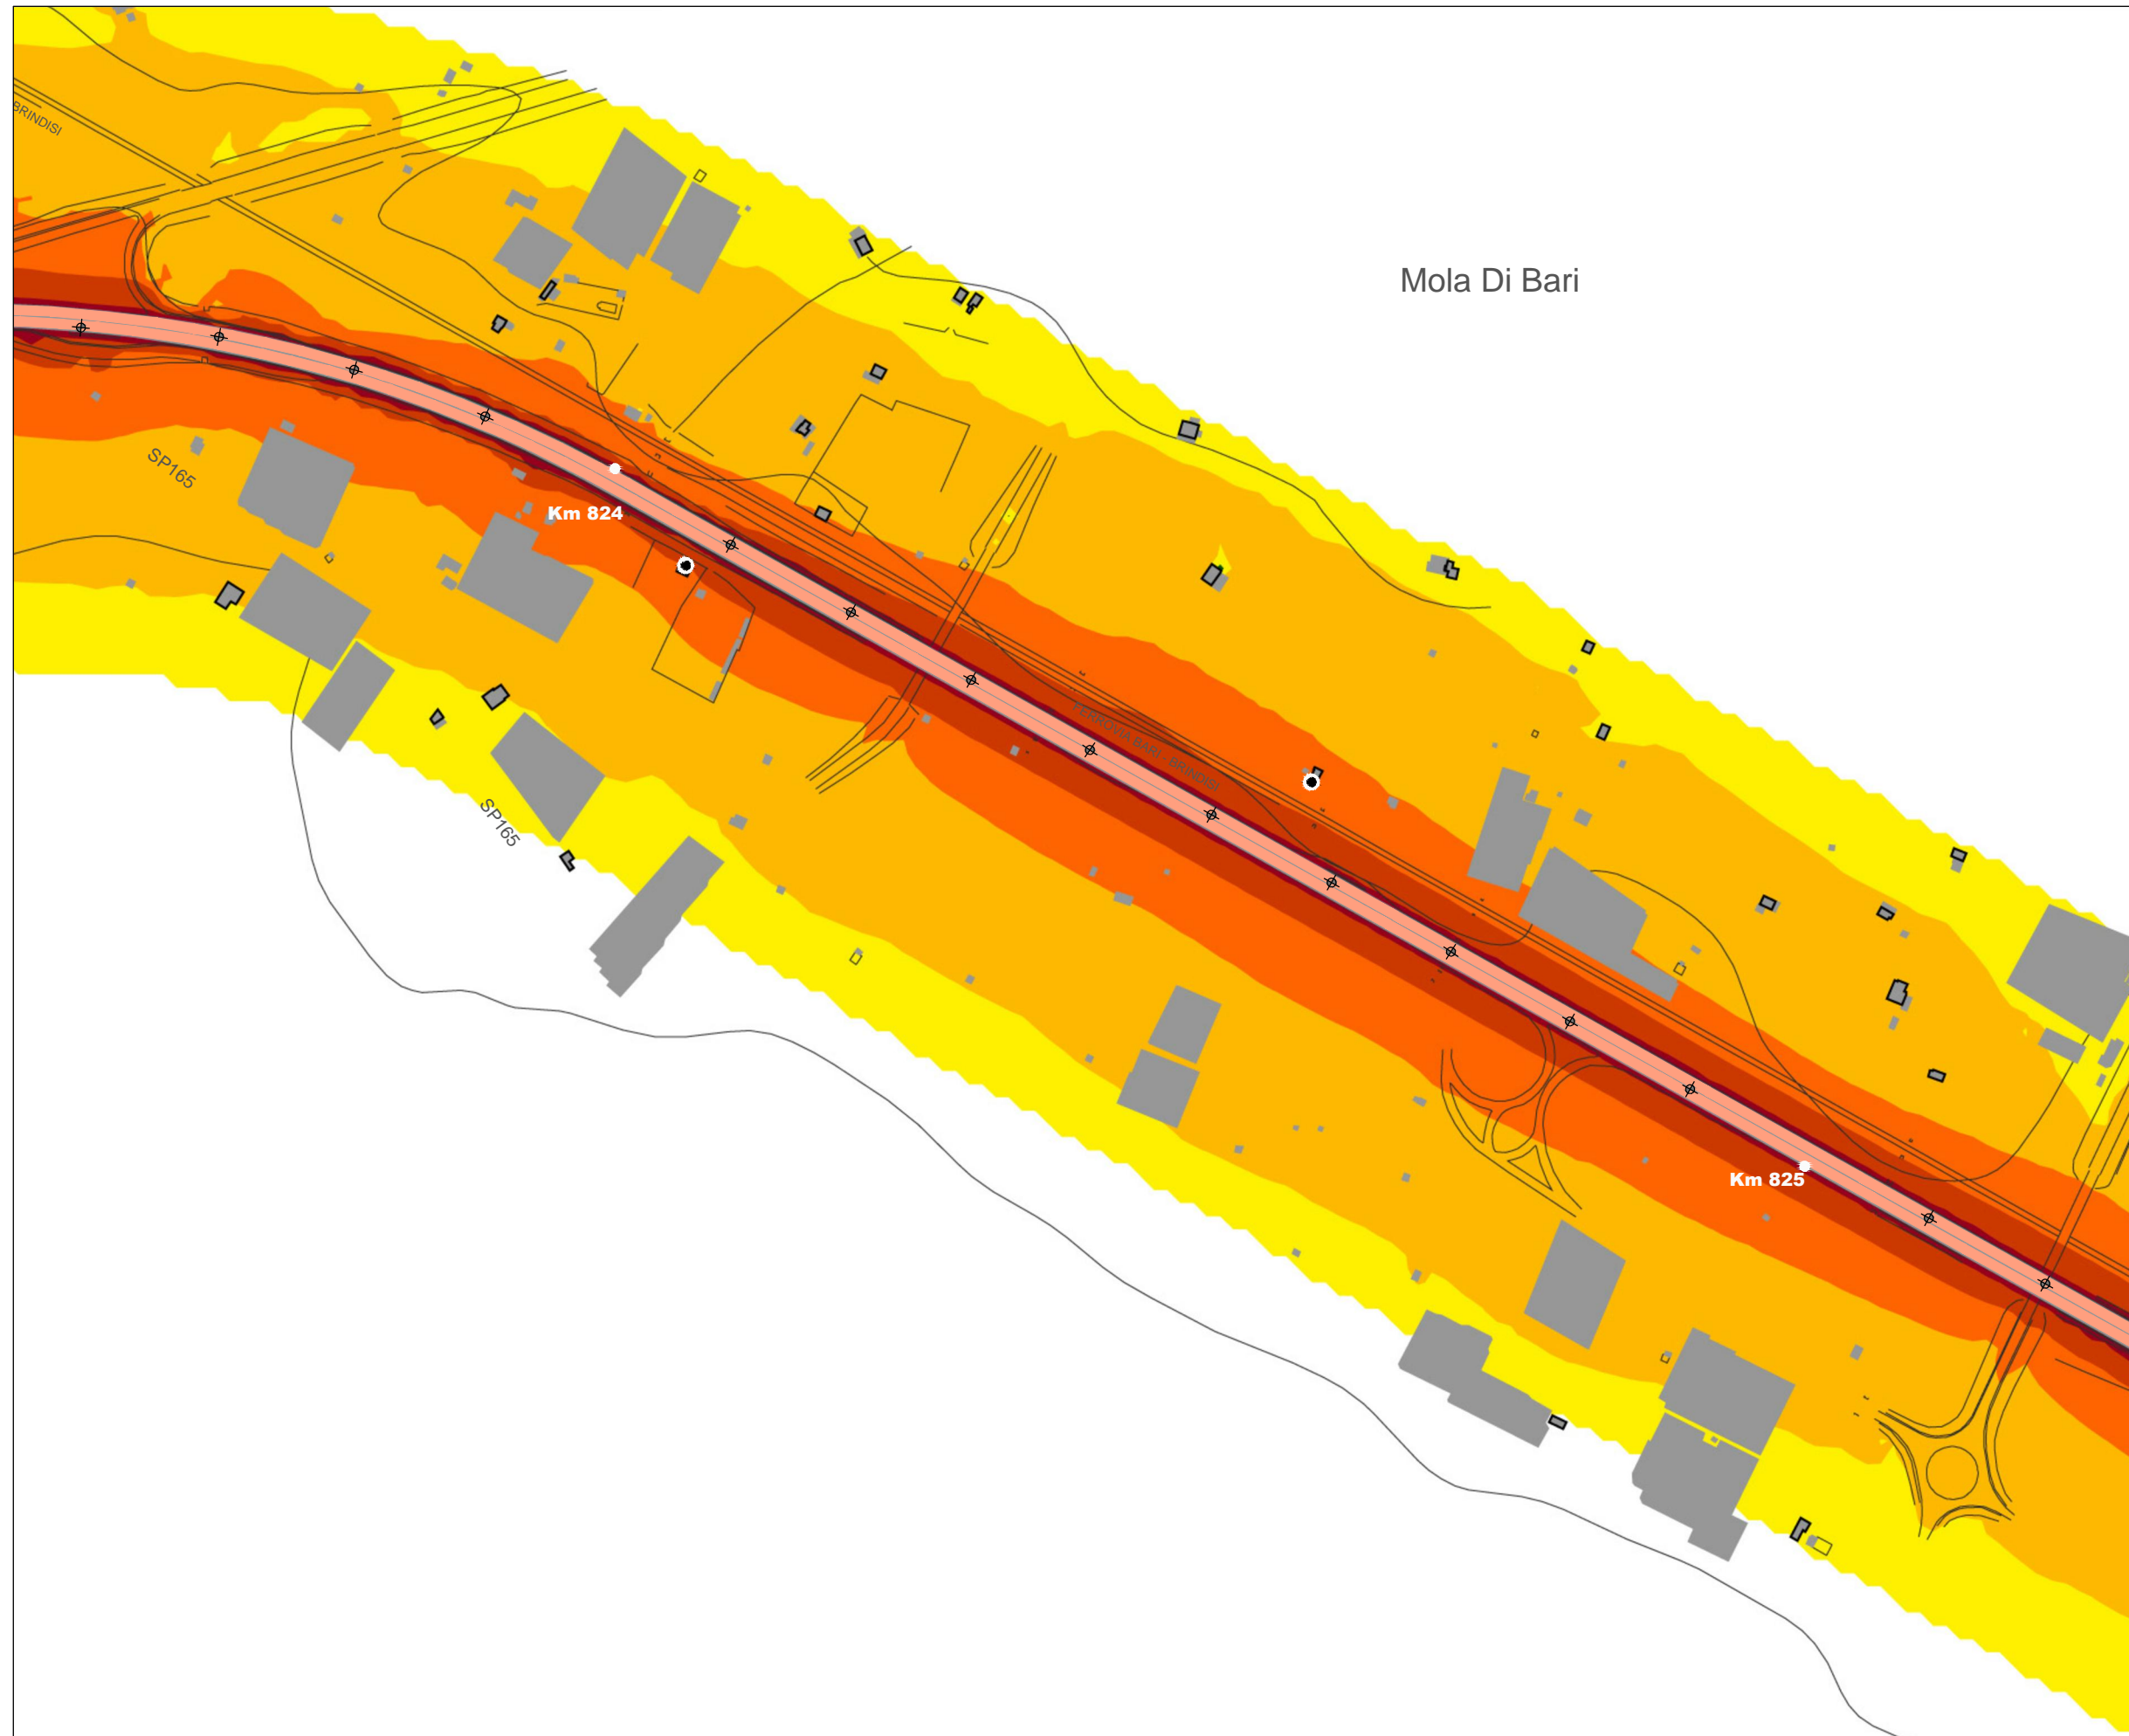 BRINDISI
Mola Di Bari
SP165
Km 824
FERROVIA BARI - BRINDISI
SP165
Km 825